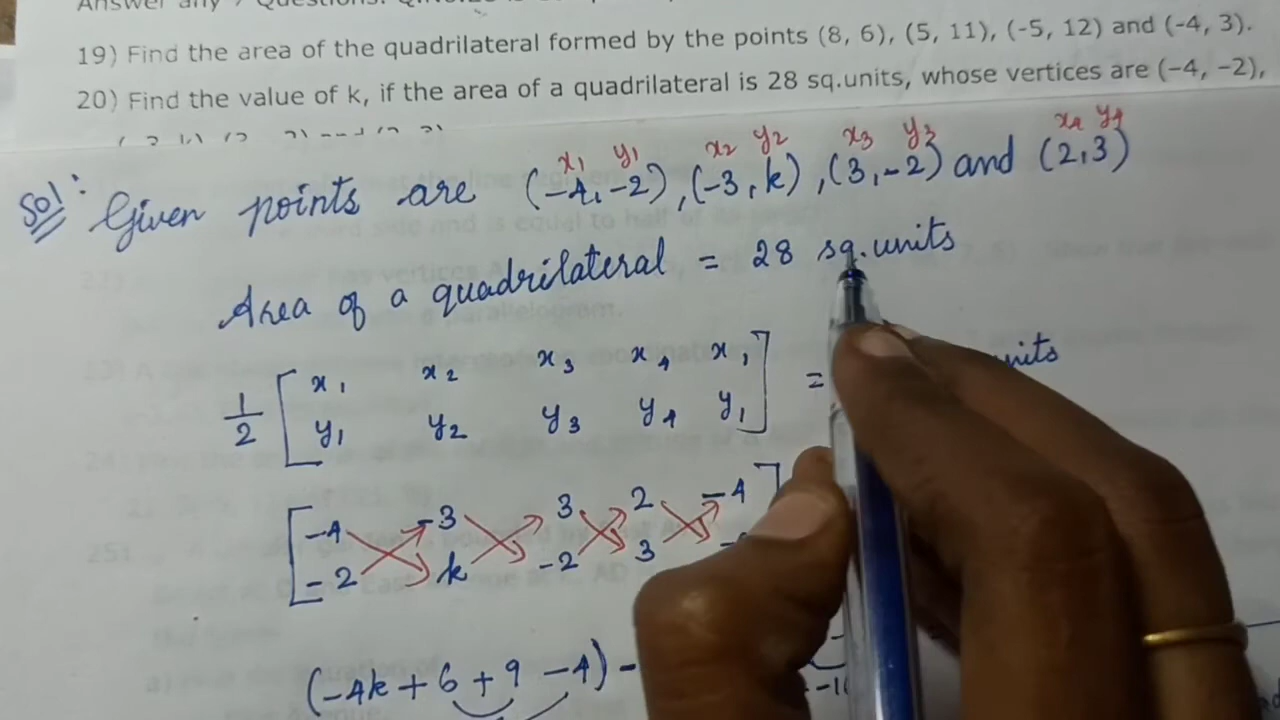 19) Find the area of the quadrilateral formed by the points (8, 6), (5, 11), (-5, 12) and (-4, 3).
20) Find the value of k, if the area of a quadrilateral is 28 sq.units, whose vertices are (-4, -2),
x1 y1 x2 y2 x3 y3 x4 y4
Sol: Given points are (-4, -2), (-3, k), (3, -2) and (2, 3)
Area of a quadrilateral = 28 sq.units
1/2 [ x1 x2 x3 x4 x1 ] =
y1 y2 y3 y4 y1
[ -4 -3 3 2 -4 ]
-2 k -2 3
(-4k + 6 + 9 - 4) -